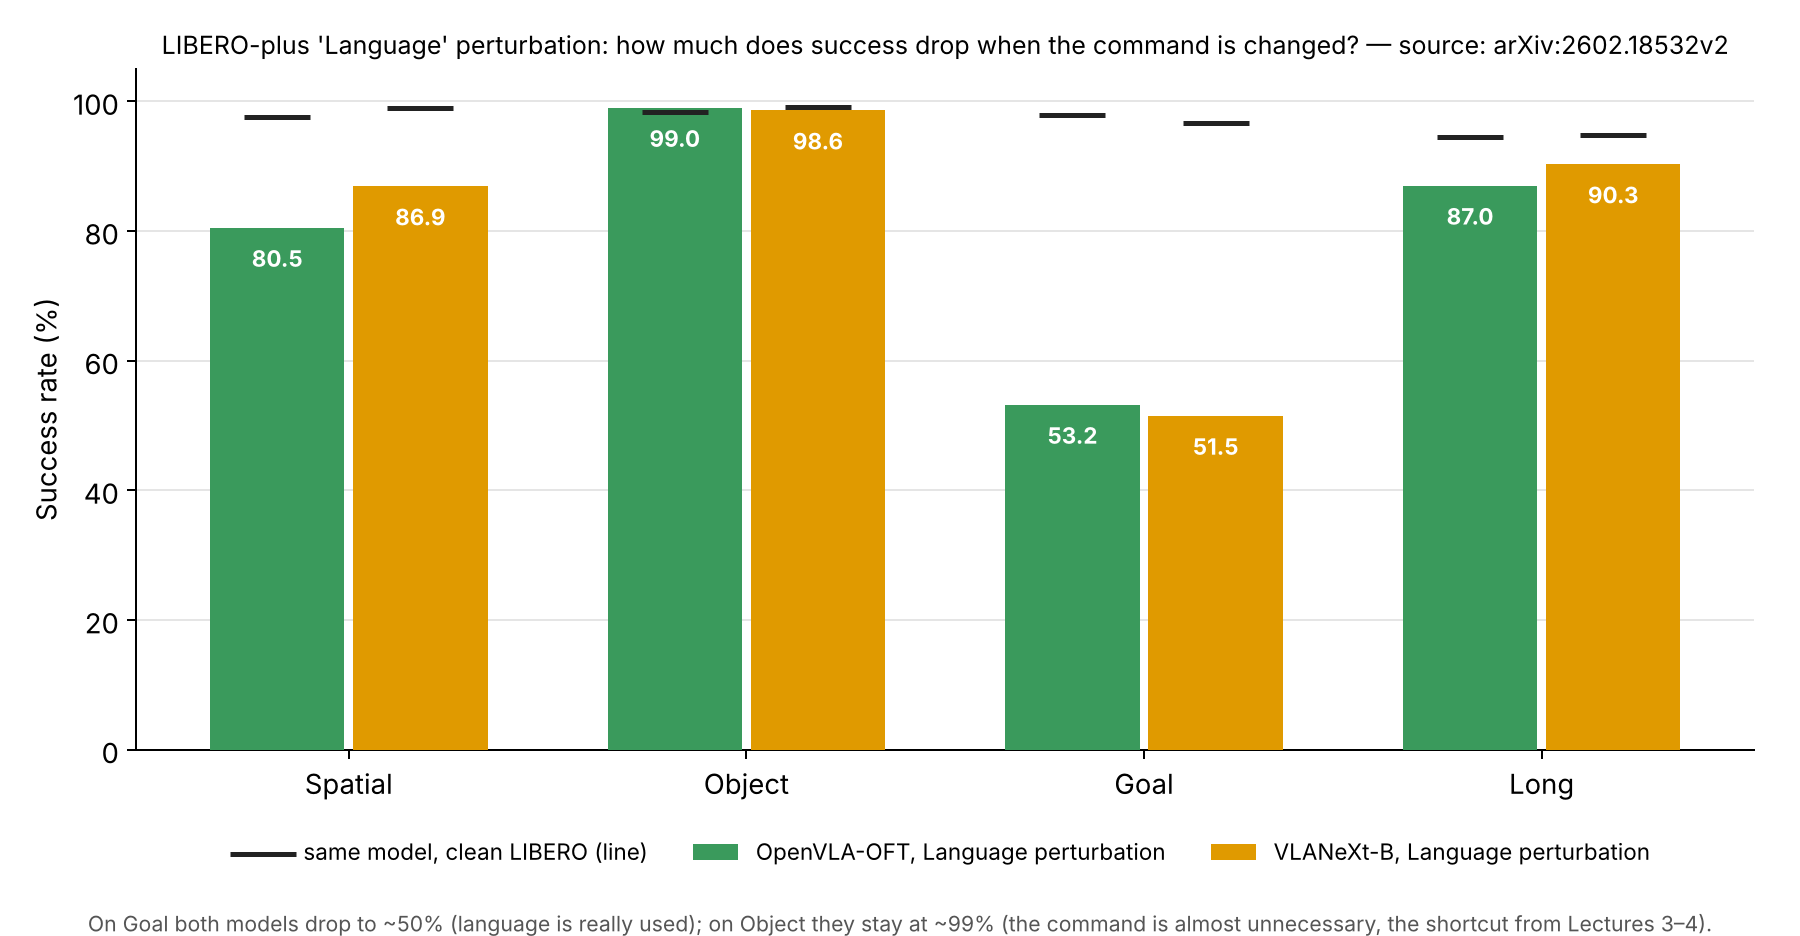 LIBERO-plus 'Language' perturbation: how much does success drop when the command is changed? — source: arXiv:2602.18532v2
Success rate (%)
100
80
60
40
20
0
80.5
86.9
99.0
98.6
53.2
51.5
87.0
90.3
Spatial
Object
Goal
Long
same model, clean LIBERO (line)
OpenVLA-OFT, Language perturbation
VLANeXt-B, Language perturbation
On Goal both models drop to ~50% (language is really used); on Object they stay at ~99% (the command is almost unnecessary, the shortcut from Lectures 3–4).